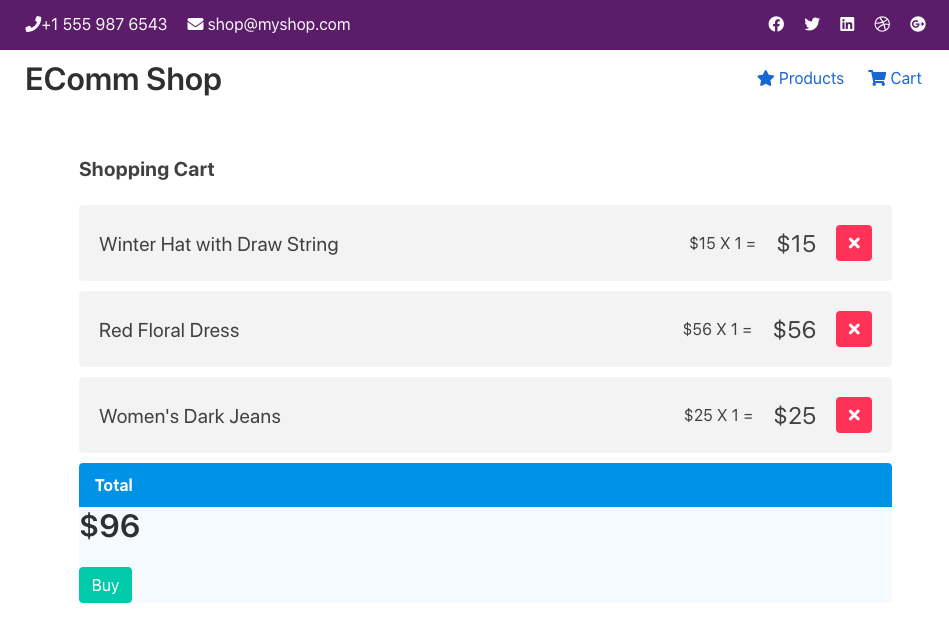 +1 555 987 6543 shop@myshop.com
EComm Shop Products Cart
Shopping Cart
Winter Hat with Draw String $15 X 1 = $15
Red Floral Dress $56 X 1 = $56
Women's Dark Jeans $25 X 1 = $25
Total
$96
Buy